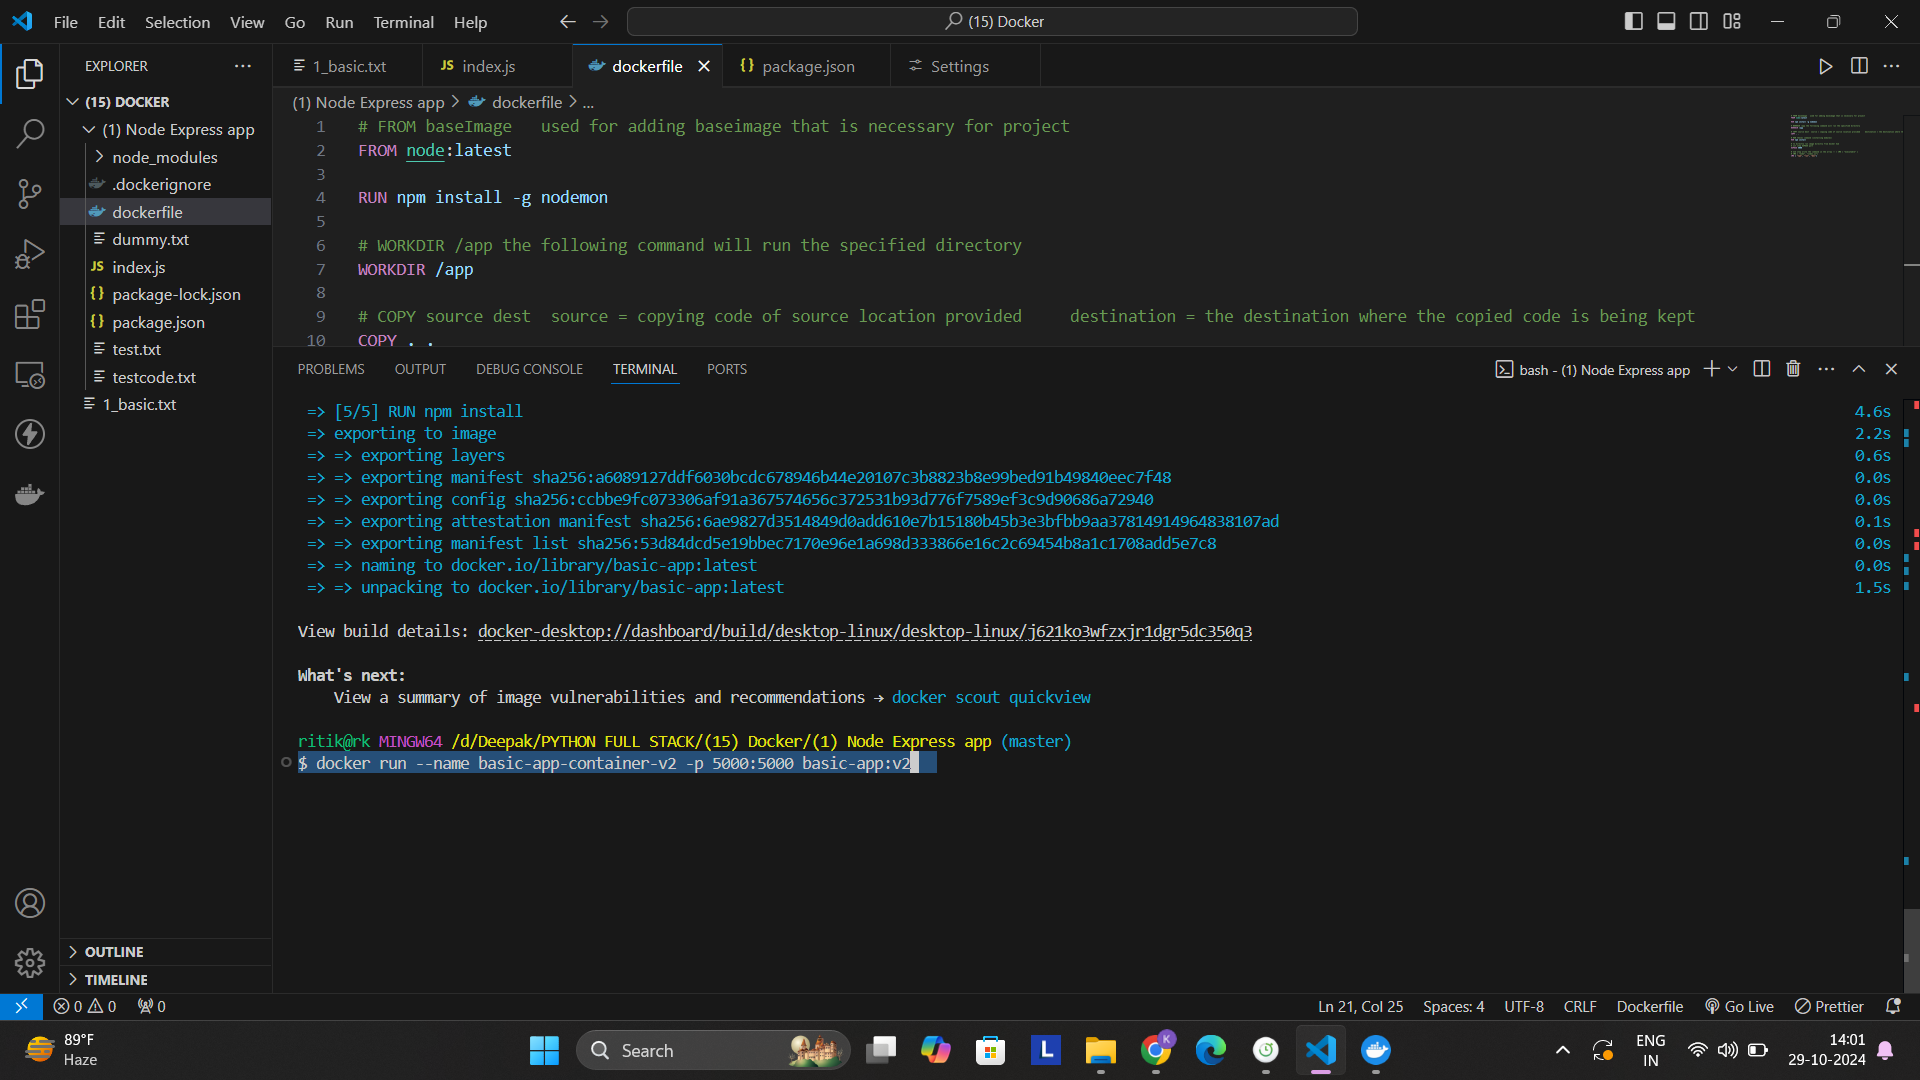 File Edit Selection View Go Run Terminal Help
(15) Docker
EXPLORER
(15) DOCKER
(1) Node Express app
node_modules
.dockerignore
dockerfile
dummy.txt
index.js
package-lock.json
package.json
test.txt
testcode.txt
1_basic.txt
OUTLINE
TIMELINE
1_basic.txt
JS index.js
dockerfile
{} package.json
Settings
(1) Node Express app > dockerfile > ...
1 # FROM baseImage   used for adding baseimage that is necessary for project
2 FROM node:latest
3
4 RUN npm install -g nodemon
5
6 # WORKDIR /app the following command will run the specified directory
7 WORKDIR /app
8
9 # COPY source dest  source = copying code of source location provided     destination = the destination where the copied code is being kept
10 COPY . .
PROBLEMS OUTPUT DEBUG CONSOLE TERMINAL PORTS
bash - (1) Node Express app
=> [5/5] RUN npm install 4.6s
=> exporting to image 2.2s
=> => exporting layers 0.6s
=> => exporting manifest sha256:a6089127ddf6030bcdc678946b44e20107c3b8823b8e99bed91b49840eec7f48 0.0s
=> => exporting config sha256:ccbbe9fc073306af91a367574656c372531b93d776f7589ef3c9d90686a72940 0.0s
=> => exporting attestation manifest sha256:6ae9827d3514849d0add610e7b15180b45b3e3bfbb9aa37814914964838107ad 0.1s
=> => exporting manifest list sha256:53d84dcd5e19bbec7170e96e1a698d333866e16c2c69454b8a1c1708add5e7c8 0.0s
=> => naming to docker.io/library/basic-app:latest 0.0s
=> => unpacking to docker.io/library/basic-app:latest 1.5s
View build details: docker-desktop://dashboard/build/desktop-linux/desktop-linux/j621ko3wfzxjr1dgr5dc350q3
What's next:
View a summary of image vulnerabilities and recommendations → docker scout quickview
ritik@rk MINGW64 /d/Deepak/PYTHON FULL STACK/(15) Docker/(1) Node Express app (master)
$ docker run --name basic-app-container-v2 -p 5000:5000 basic-app:v2
0 0 0
Ln 21, Col 25 Spaces: 4 UTF-8 CRLF Dockerfile Go Live Prettier
89°F
Haze
Search
L
K
ENG
IN
14:01
29-10-2024